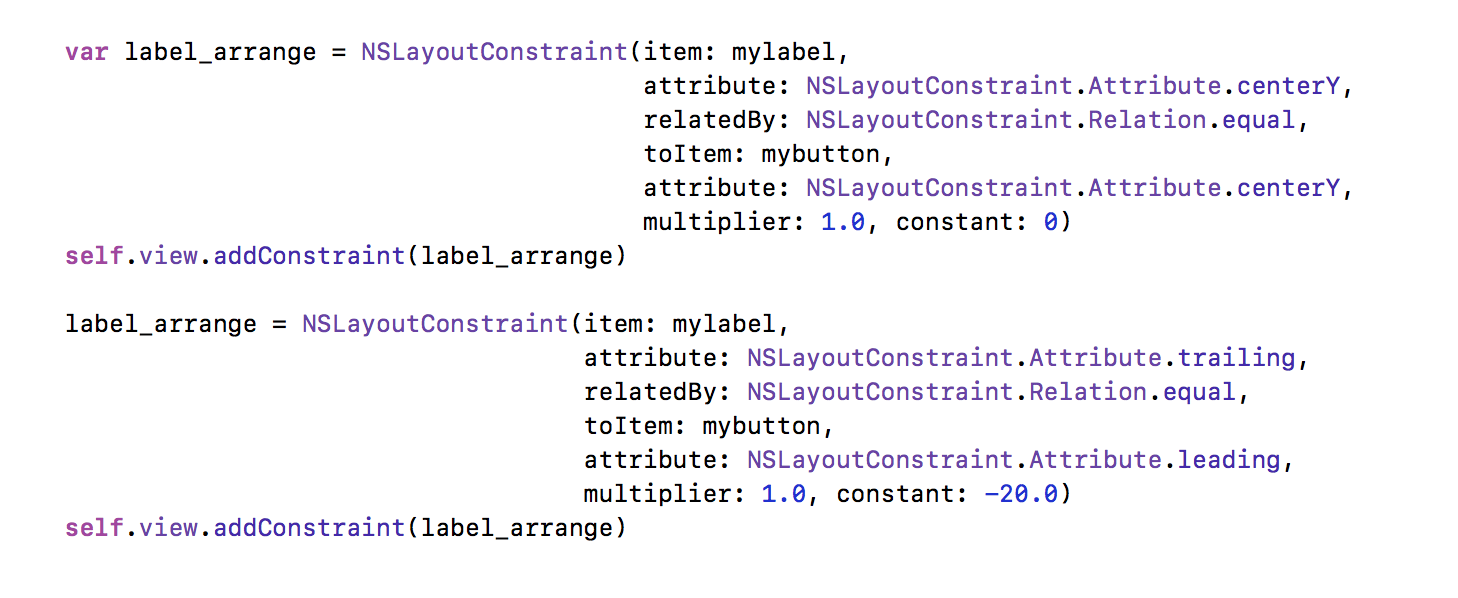 var label_arrange = NSLayoutConstraint(item: mylabel,
attribute: NSLayoutConstraint.Attribute.centerY,
relatedBy: NSLayoutConstraint.Relation.equal,
toItem: mybutton,
attribute: NSLayoutConstraint.Attribute.centerY,
multiplier: 1.0, constant: 0)
self.view.addConstraint(label_arrange)
label_arrange = NSLayoutConstraint(item: mylabel,
attribute: NSLayoutConstraint.Attribute.trailing,
relatedBy: NSLayoutConstraint.Relation.equal,
toItem: mybutton,
attribute: NSLayoutConstraint.Attribute.leading,
multiplier: 1.0, constant: -20.0)
self.view.addConstraint(label_arrange)